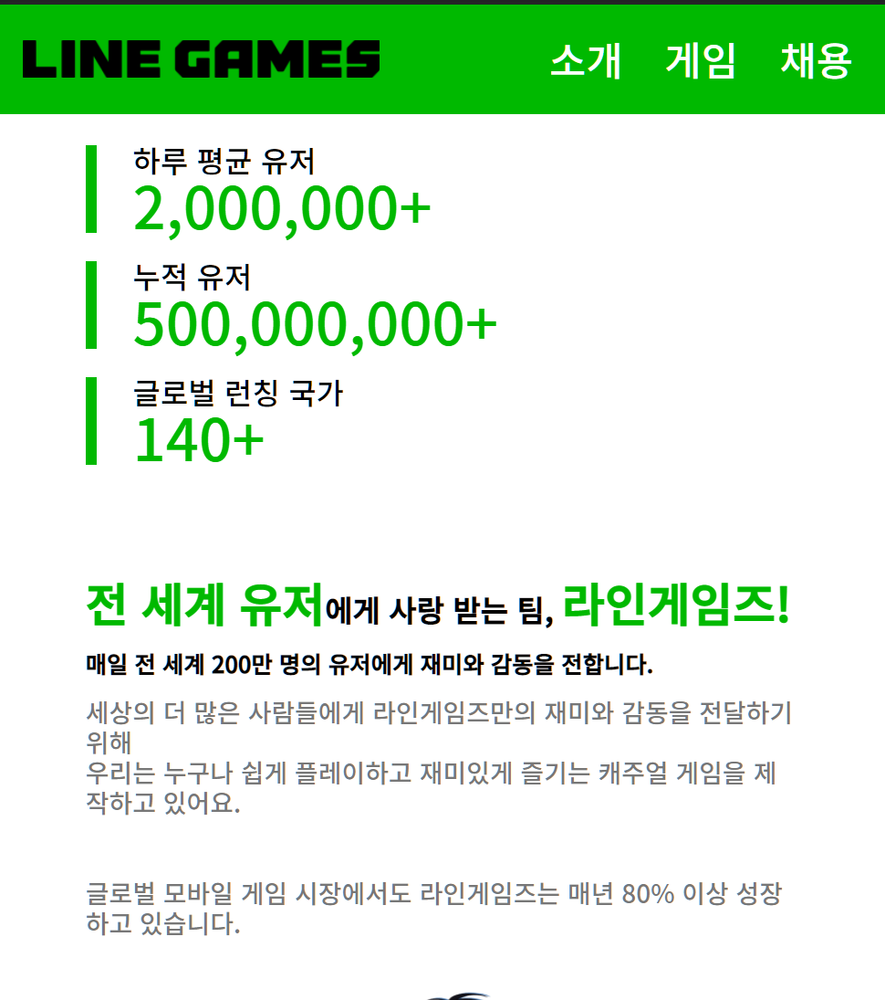 LINE GAMES
소개 게임 채용
하루 평균 유저
2,000,000+
누적 유저
500,000,000+
글로벌 런칭 국가
140+
전 세계 유저에게 사랑 받는 팀, 라인게임즈!
매일 전 세계 200만 명의 유저에게 재미와 감동을 전합니다.
세상의 더 많은 사람들에게 라인게임즈만의 재미와 감동을 전달하기
위해
우리는 누구나 쉽게 플레이하고 재미있게 즐기는 캐주얼 게임을 제
작하고 있어요.
글로벌 모바일 게임 시장에서도 라인게임즈는 매년 80% 이상 성장
하고 있습니다.